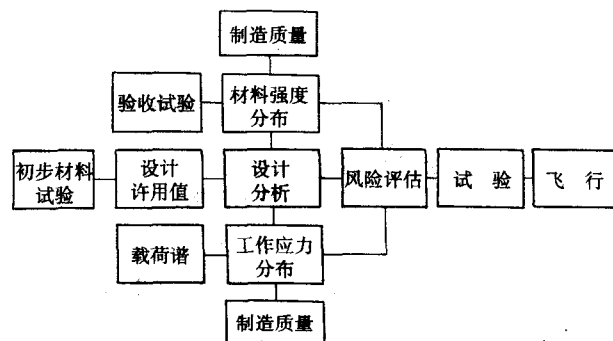 制造质量
验收试验
材料强度
分布
初步材料
试验
设计
许用值
设计
分析
风险评估
试 验
飞 行
载荷谱
工作应力
分布
制造质量